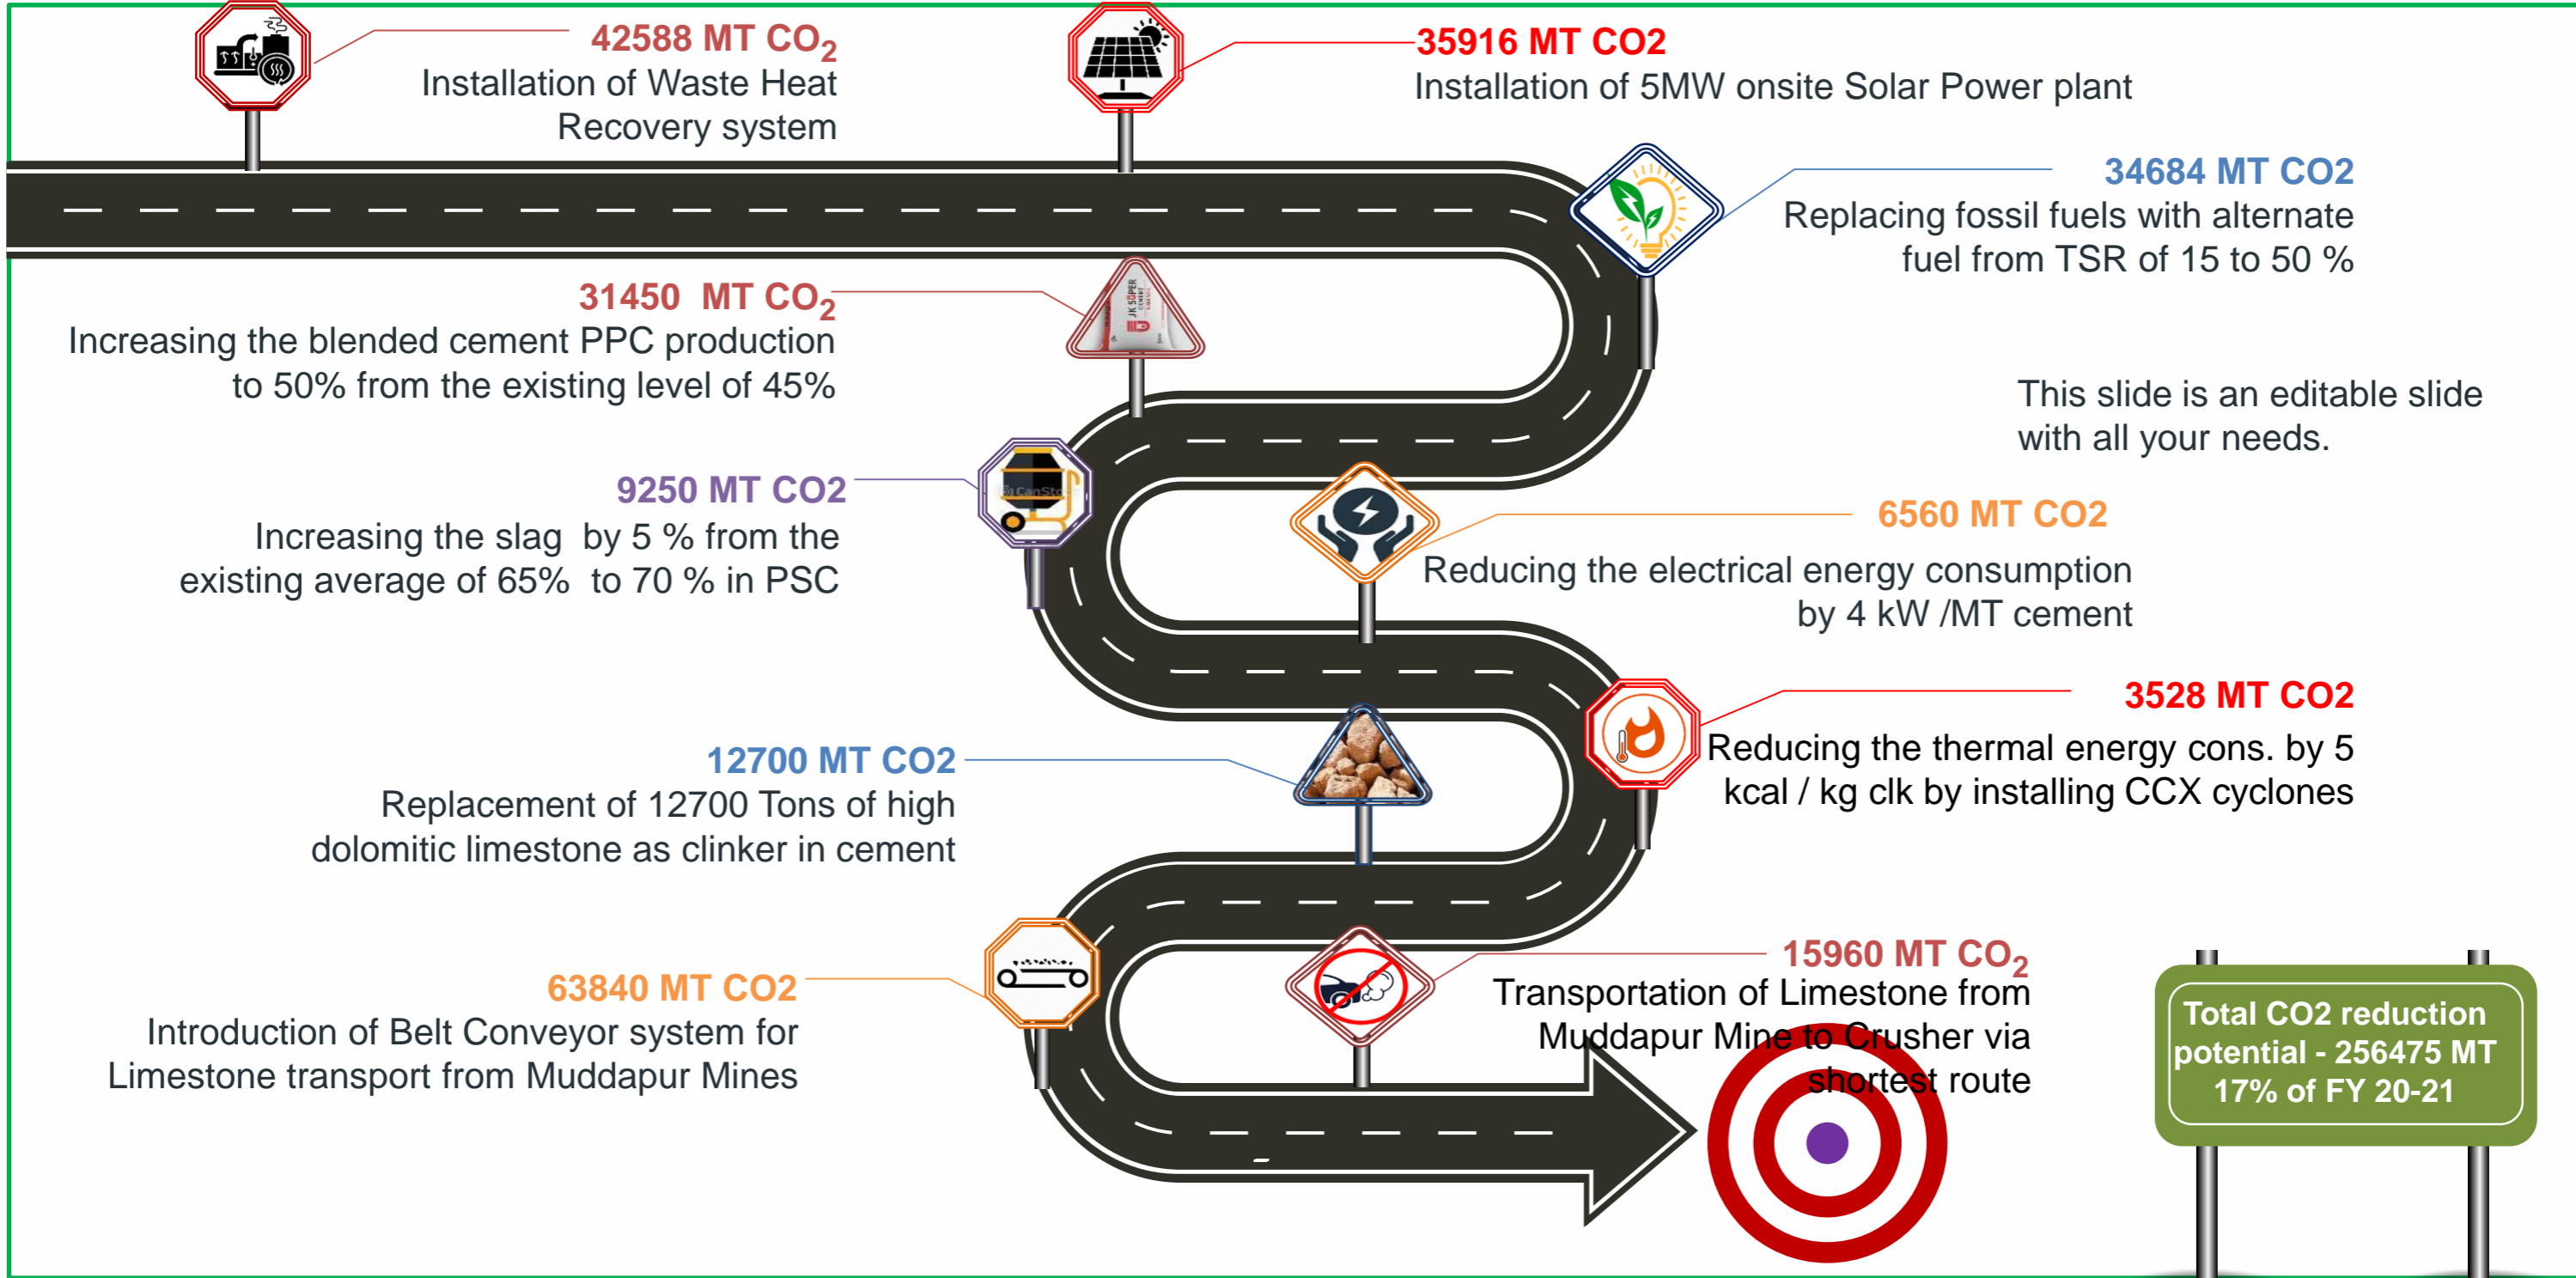 42588 MT CO₂
Installation of Waste Heat
Recovery system
35916 MT CO2
Installation of 5MW onsite Solar Power plant
34684 MT CO2
Replacing fossil fuels with alternate
fuel from TSR of 15 to 50 %
31450  MT CO₂
Increasing the blended cement PPC production
to 50% from the existing level of 45%
JK SUPER
CEMENT
This slide is an editable slide
with all your needs.
9250 MT CO2
Increasing the slag  by 5 % from the
existing average of 65%  to 70 % in PSC
CanSto
6560 MT CO2
Reducing the electrical energy consumption
by 4 kW /MT cement
3528 MT CO2
Reducing the thermal energy cons. by 5
kcal / kg clk by installing CCX cyclones
12700 MT CO2
Replacement of 12700 Tons of high
dolomitic limestone as clinker in cement
63840 MT CO2
Introduction of Belt Conveyor system for
Limestone transport from Muddapur Mines
15960 MT CO₂
Transportation of Limestone from
Muddapur Mine to Crusher via
shortest route
Total CO2 reduction
potential - 256475 MT
17% of FY 20-21